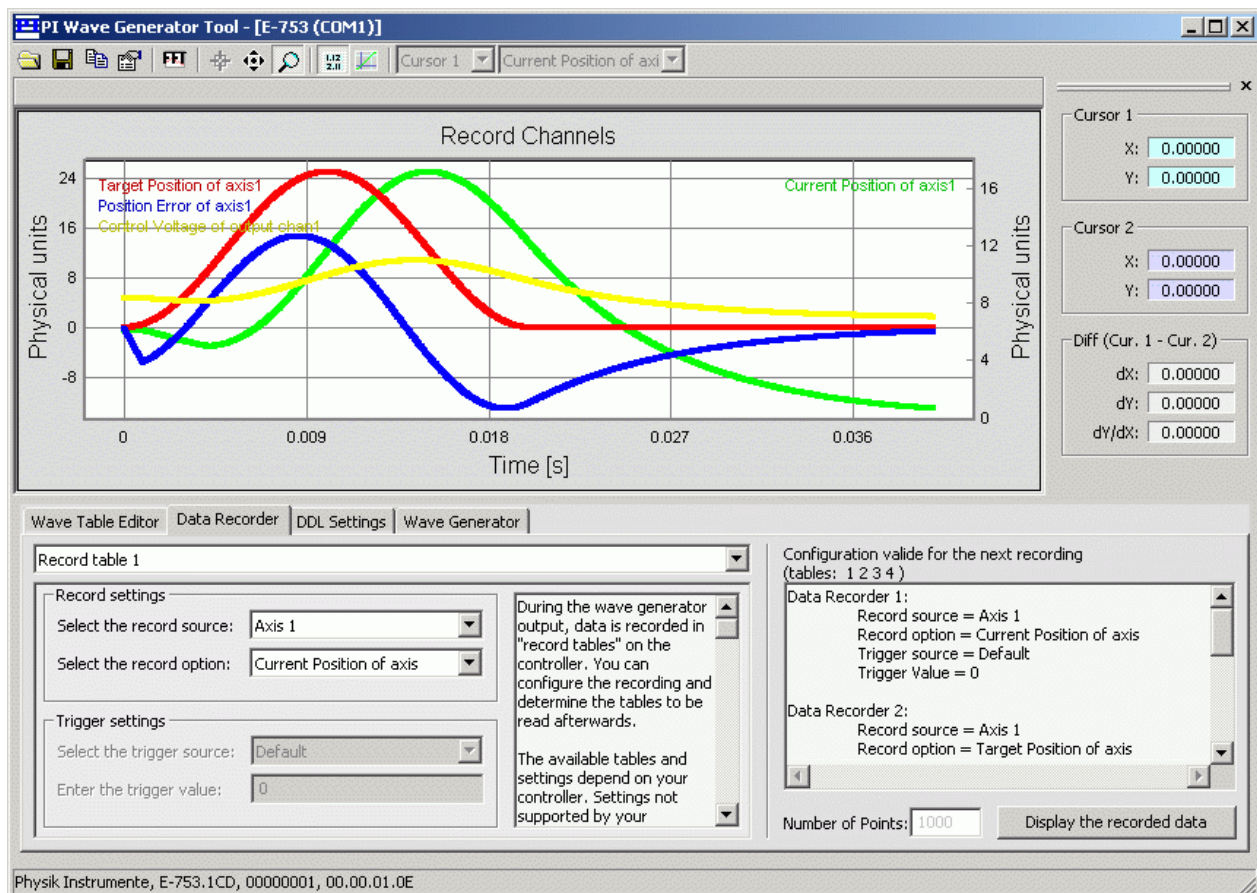 PI Wave Generator Tool - [E-753 (COM1)]
FFT
1.12
2.11
Cursor 1
Current Position of axi
Record Channels
Target Position of axis1
Position Error of axis1
Control Voltage of output chan1
Current Position of axis1
Physical units
24
16
8
0
-8
16
12
8
4
0
Physical units
0
0.009
0.018
0.027
0.036
Time [s]
Cursor 1
X: 0.00000
Y: 0.00000
Cursor 2
X: 0.00000
Y: 0.00000
Diff (Cur. 1 - Cur. 2)
dX: 0.00000
dY: 0.00000
dY/dX: 0.00000
Wave Table Editor
Data Recorder
DDL Settings
Wave Generator
Record table 1
Record settings
Select the record source: Axis 1
Select the record option: Current Position of axis
Trigger settings
Select the trigger source: Default
Enter the trigger value: 0
During the wave generator
output, data is recorded in
"record tables" on the
controller. You can
configure the recording and
determine the tables to be
read afterwards.
The available tables and
settings depend on your
controller. Settings not
supported by your
Configuration valide for the next recording
(tables: 1 2 3 4 )
Data Recorder 1:
Record source = Axis 1
Record option = Current Position of axis
Trigger source = Default
Trigger Value = 0
Data Recorder 2:
Record source = Axis 1
Record option = Target Position of axis
Number of Points: 1000
Display the recorded data
Physik Instrumente, E-753.1CD, 00000001, 00.00.01.0E